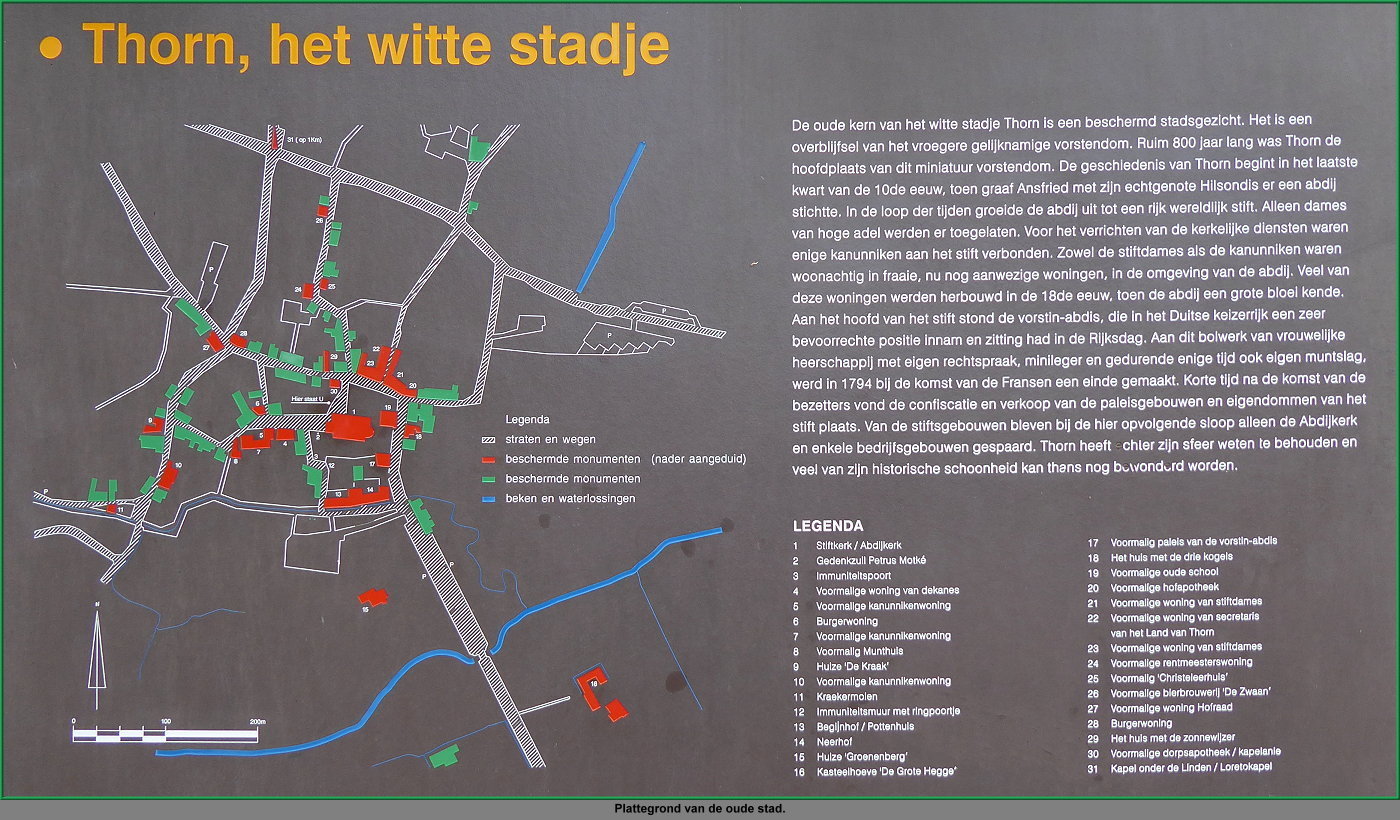 • Thorn, het witte stadje
De oude kern van het witte stadje Thorn is een beschermd stadsgezicht. Het is een
overblijfsel van het vroegere gelijknamige vorstendom. Ruim 800 jaar lang was Thorn de
hoofdplaats van dit miniatuur vorstendom. De geschiedenis van Thorn begint in het laatste
kwart van de 10de eeuw, toen graaf Ansfried met zijn echtgenote Hilsondis er een abdij
stichtte. In de loop der tijden groeide de abdij uit tot een rijk wereldlijk stift. Alleen dames
van hoge adel werden er toegelaten. Voor het verrichten van de kerkelijke diensten waren
enige kanunniken aan het stift verbonden. Zowel de stiftdames als de kanunniken waren
woonachtig in fraaie, nu nog aanwezige woningen, in de omgeving van de abdij. Veel van
deze woningen werden herbouwd in de 18de eeuw, toen de abdij een grote bloei kende.
Aan het hoofd van het stift stond de vorstin-abdis, die in het Duitse keizerrijk een zeer
bevoorrechte positie innam en zitting had in de Rijksdag. Aan dit bolwerk van vrouwelijke
heerschappij met eigen rechtspraak, minileger en gedurende enige tijd ook eigen muntslag,
werd in 1794 bij de komst van de Fransen een einde gemaakt. Korte tijd na de komst van de
bezetters vond de confiscatie en verkoop van de paleisgebouwen en eigendommen van het
stift plaats. Van de stiftsgebouwen bleven bij de hier opvolgende sloop alleen de Abdijkerk
en enkele bedrijfsgebouwen gespaard. Thorn heeft chter zijn sfeer weten te behouden en
veel van zijn historische schoonheid kan thans nog bewonderd worden.
31 ( op 1Km)
26
P
24
25
P
P
27
28
29
23
22
21
20
30
Hier staat U
6
1
19
18
9
8
7
5
4
2
3
17
12
10
13
14
P
11
P
P
15
16
N
0
100
200m
Legenda
straten en wegen
beschermde monumenten (nader aangeduid)
beschermde monumenten
beken en waterlossingen
LEGENDA
1 Stiftkerk / Abdijkerk
2 Gedenkzuil Petrus Motké
3 Immuniteitspoort
4 Voormalige woning van dekanes
5 Voormalige kanunnikenwoning
6 Burgerwoning
7 Voormalige kanunnikenwoning
8 Voormalig Munthuis
9 Huize 'De Kraak'
10 Voormalige kanunnikenwoning
11 Kraekermolen
12 Immuniteitsmuur met ringpoortje
13 Begijnhof / Pottenhuis
14 Neerhof
15 Huize 'Groenenberg'
16 Kasteelhoeve 'De Grote Hegge'
17 Voormalig paleis van de vorstin-abdis
18 Het huis met de drie kogels
19 Voormalige oude school
20 Voormalige hofapotheek
21 Voormalige woning van stiftdames
22 Voormalige woning van secretaris
van het Land van Thorn
23 Voormalige woning van stiftdames
24 Voormalige rentmeesterswoning
25 Voormalig 'Christeleerhuis'
26 Voormalige bierbrouwerij 'De Zwaan'
27 Voormalige woning Hofraad
28 Burgerwoning
29 Het huis met de zonnewijzer
30 Voormalige dorpsapotheek / kapelanie
31 Kapel onder de Linden / Loretokapel
Plattegrond van de oude stad.